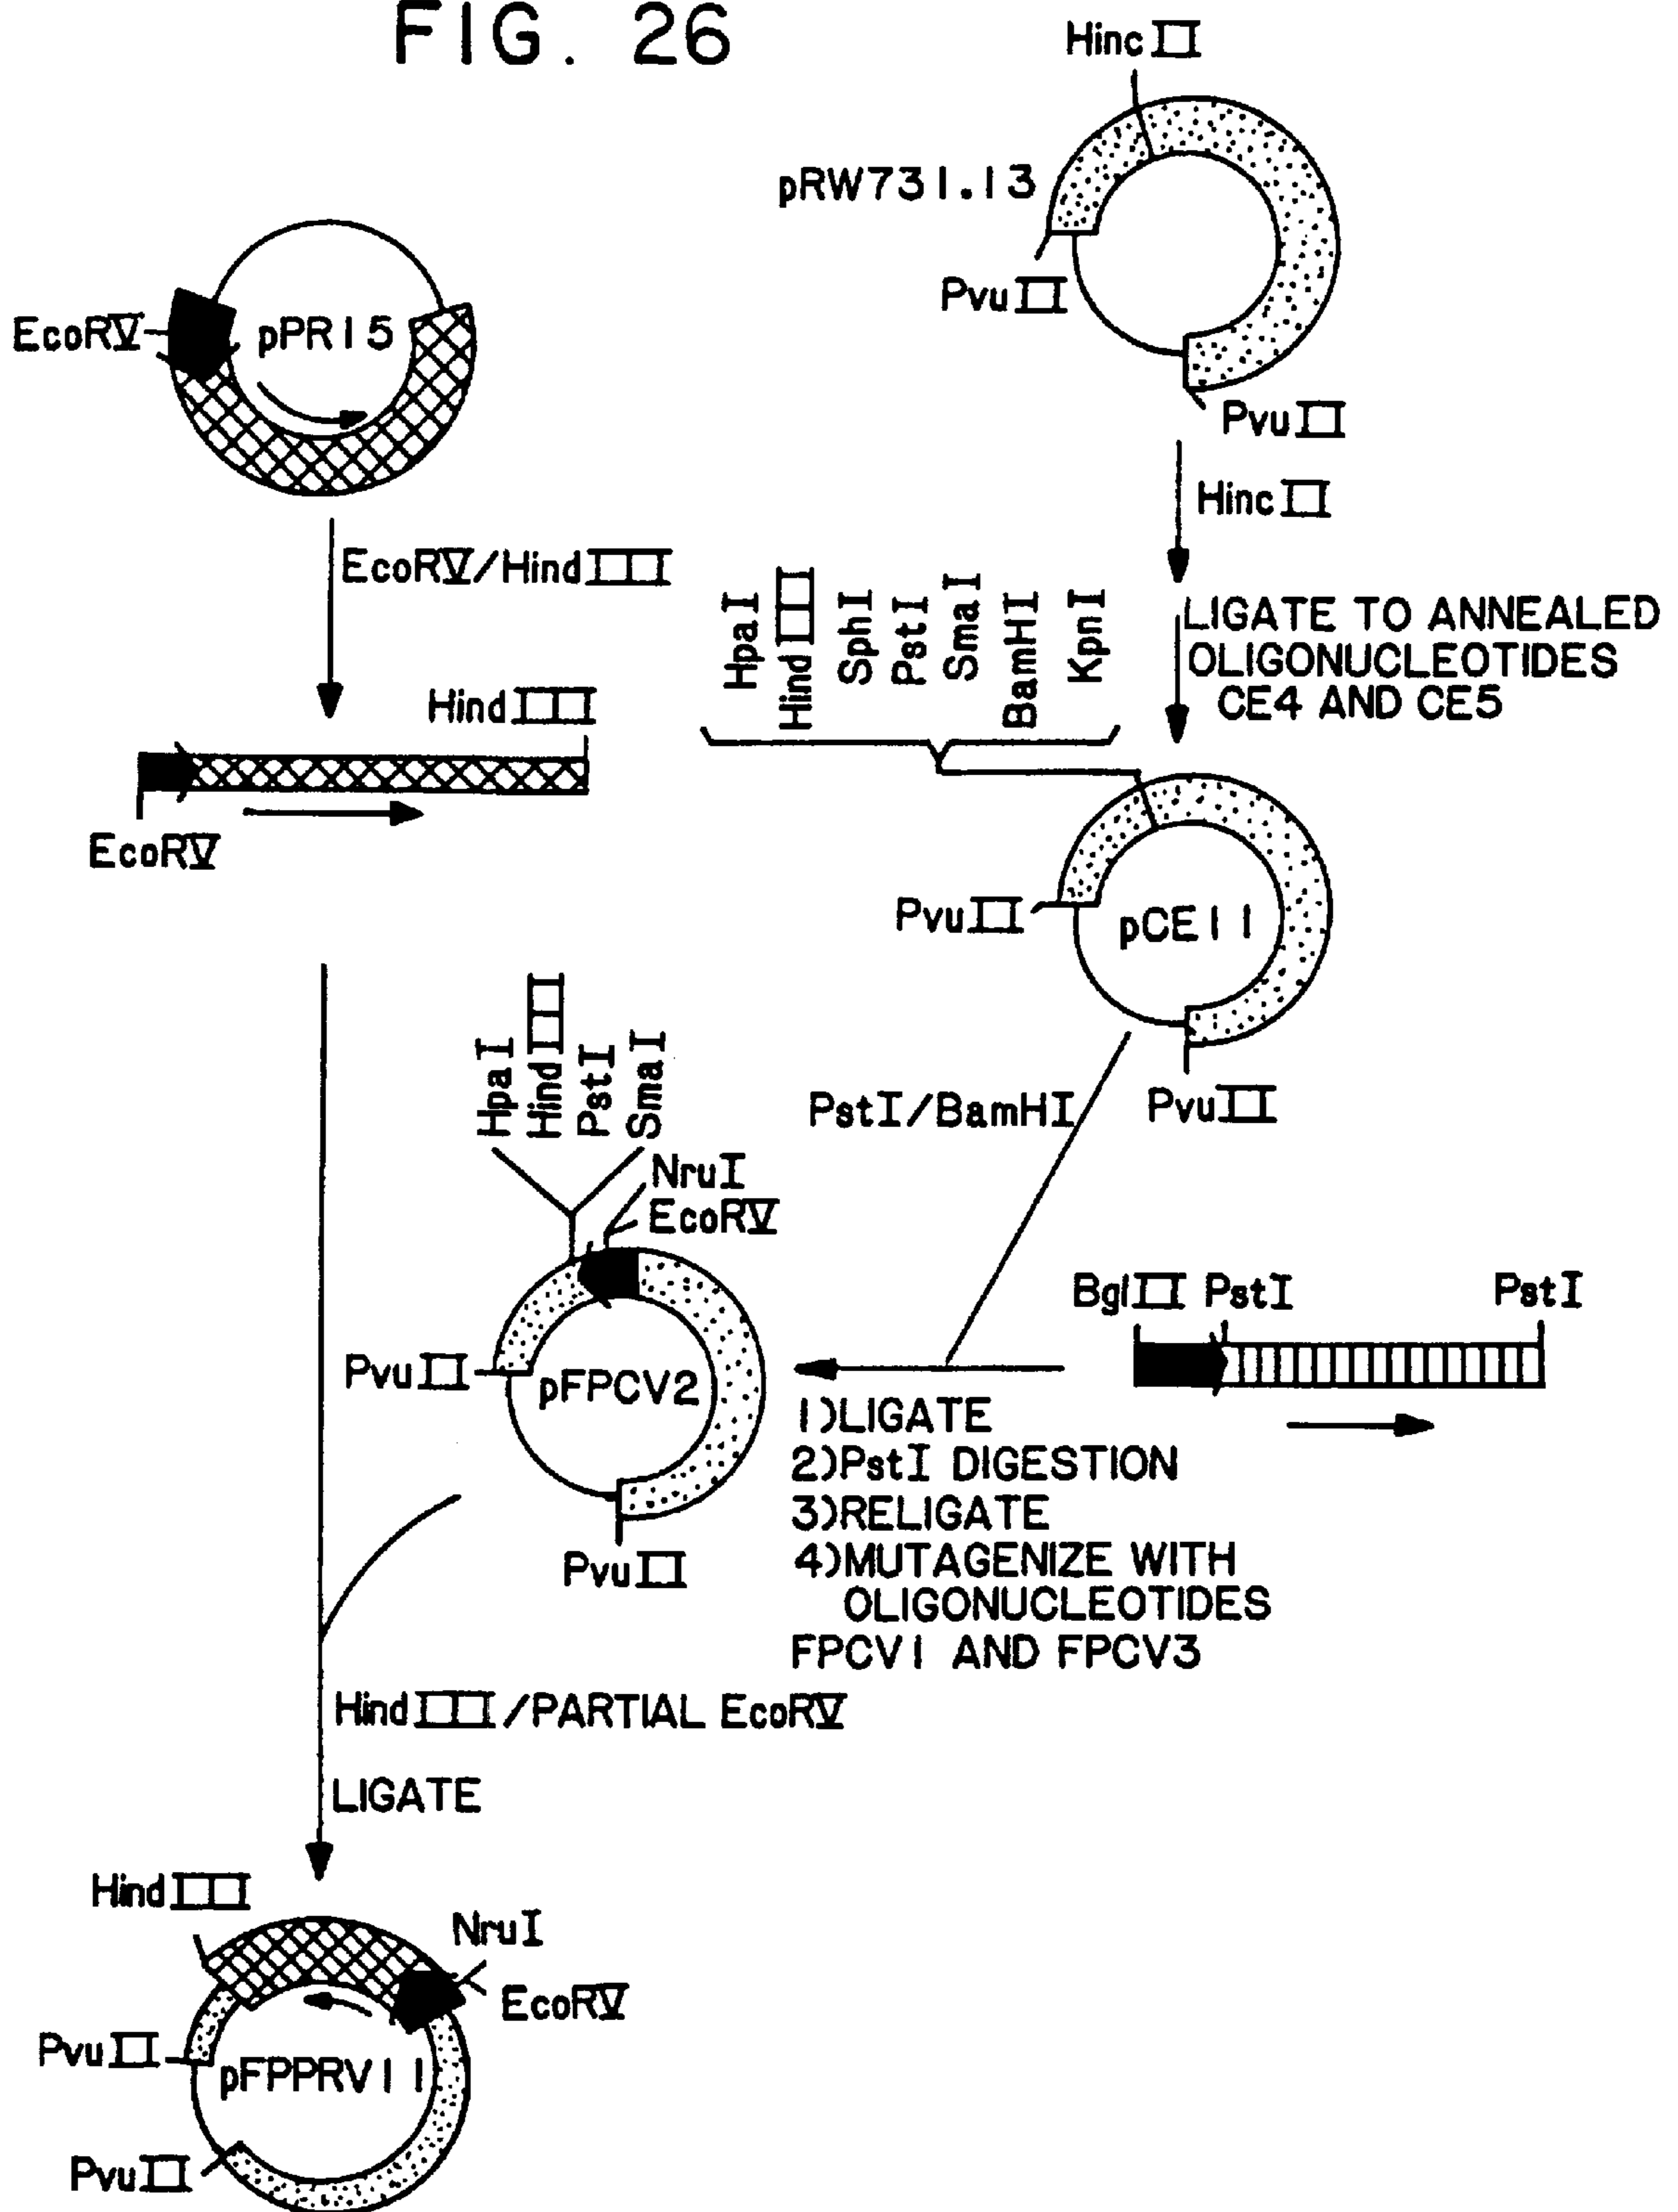 FIG. 26
HincII
pRW731.13
PvuII
PvuII
EcoRV
pPR15
HincII
EcoRV/HindIII
LIGATE TO ANNEALED
OLIGONUCLEOTIDES
CE4 AND CE5
HpaI
HindIII
SphI
PstI
SmaI
BamHI
KpnI
HindIII
EcoRV
PvuII
pCE11
PvuII
PstI/BamHI
HpaI
HindIII
PstI
SmaI
NruI
EcoRV
PvuII
pFPCV2
PvuII
BglII PstI PstI
1)LIGATE
2)PstI DIGESTION
3)RELIGATE
4)MUTAGENIZE WITH
OLIGONUCLEOTIDES
FPCV1 AND FPCV3
HindIII/PARTIAL EcoRV
LIGATE
HindIII
NruI
EcoRV
PvuII
pFPPRV11
PvuII